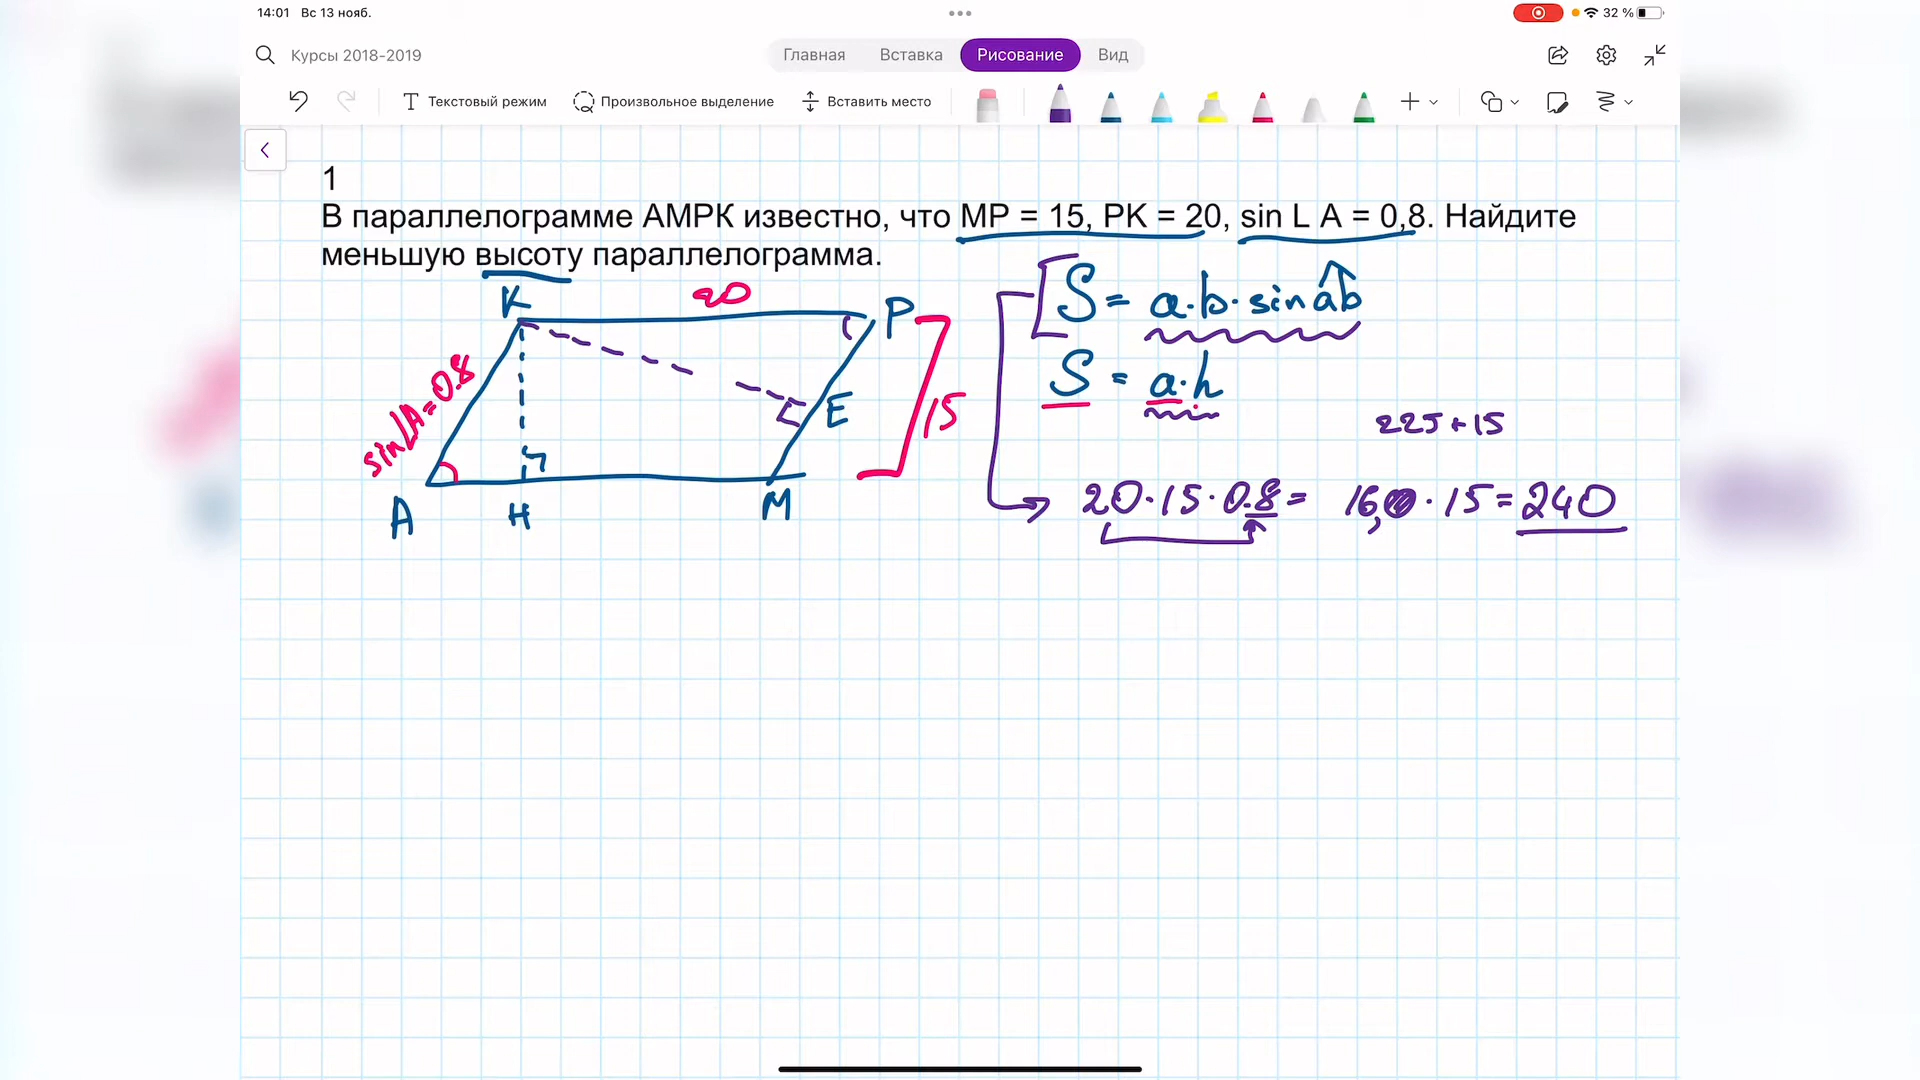 14:01 Вс 13 нояб.
32 %
Курсы 2018-2019
Главная Вставка Рисование Вид
Текстовый режим Произвольное выделение Вставить место
1
В параллелограмме АМРК известно, что МР = 15, РК = 20, sin L A = 0,8. Найдите
меньшую высоту параллелограмма.
K 20 P
S = a·b·sin ab
sin∠A=0.8
S = a·h
E 15
225+15
A H M
20·15·0.8= 16, ·15=240